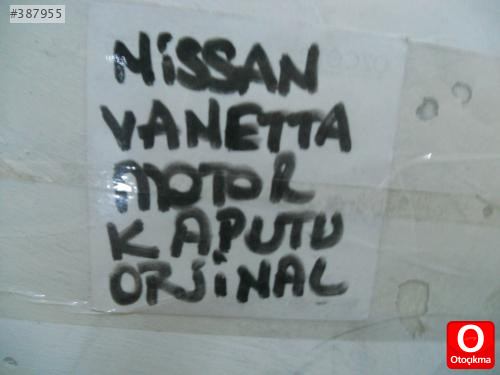 #387955
NİSSAN
VANETTA
MOTOR
KAPUTU
ORJİNAL
O
Otoçıkma